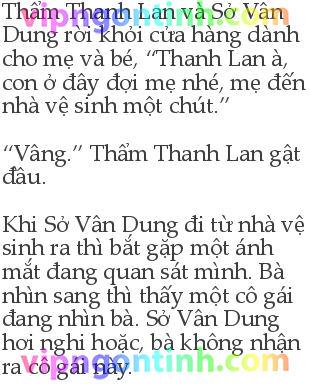 Thẩm Thanh Lan và Sở Vân
Dung rời khỏi cửa hàng dành
cho mẹ và bé, “Thanh Lan à,
con ở đây đợi mẹ nhé, mẹ đến
nhà vệ sinh một chút.”
“Vâng.” Thẩm Thanh Lan gật
đầu.
Khi Sở Vân Dung đi từ nhà vệ
sinh ra thì bắt gặp một ánh
mắt đang quan sát mình. Bà
nhìn sang thì thấy một cô gái
đang nhìn bà. Sở Vân Dung
hơi nghi hoặc, bà không nhận
ra cô gái này.
vipngontinh.com
vipngontinh.com